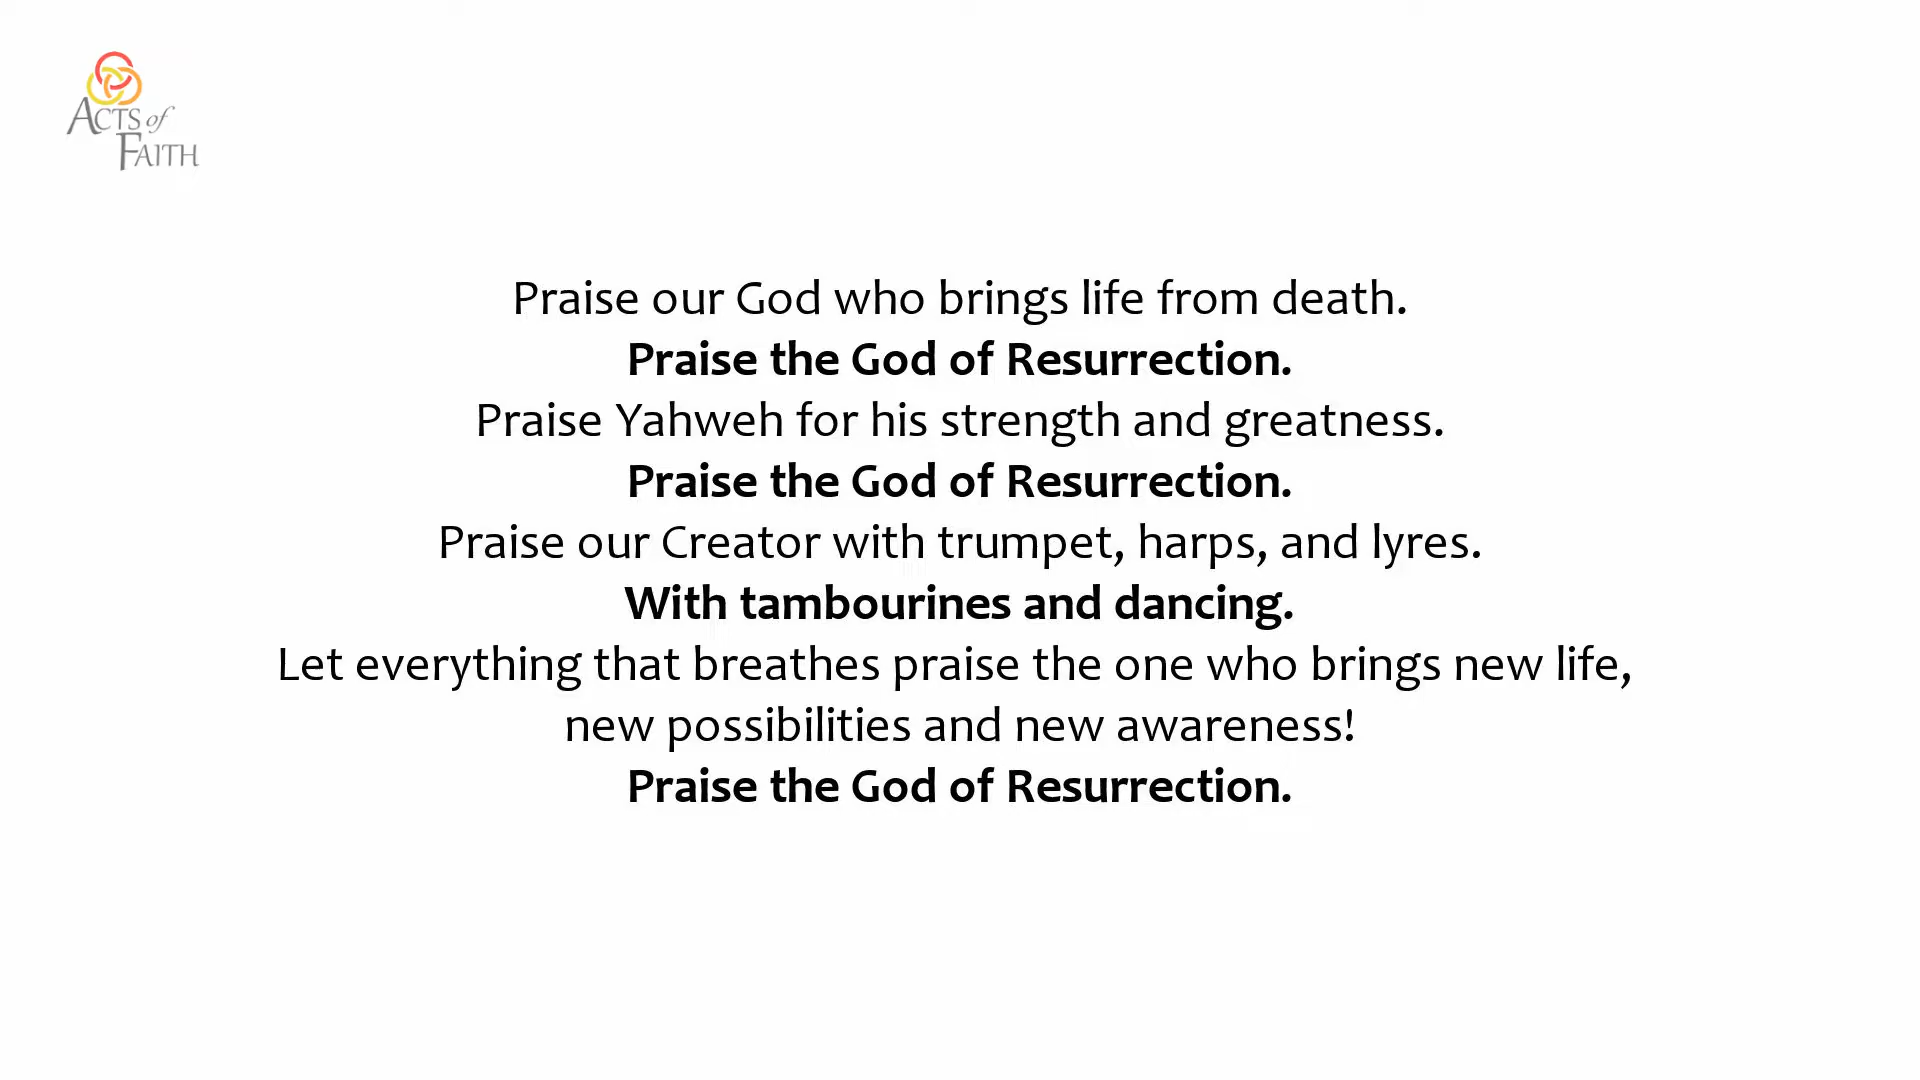 ACTS of
FAITH
Praise our God who brings life from death.
Praise the God of Resurrection.
Praise Yahweh for his strength and greatness.
Praise the God of Resurrection.
Praise our Creator with trumpet, harps, and lyres.
With tambourines and dancing.
Let everything that breathes praise the one who brings new life,
new possibilities and new awareness!
Praise the God of Resurrection.